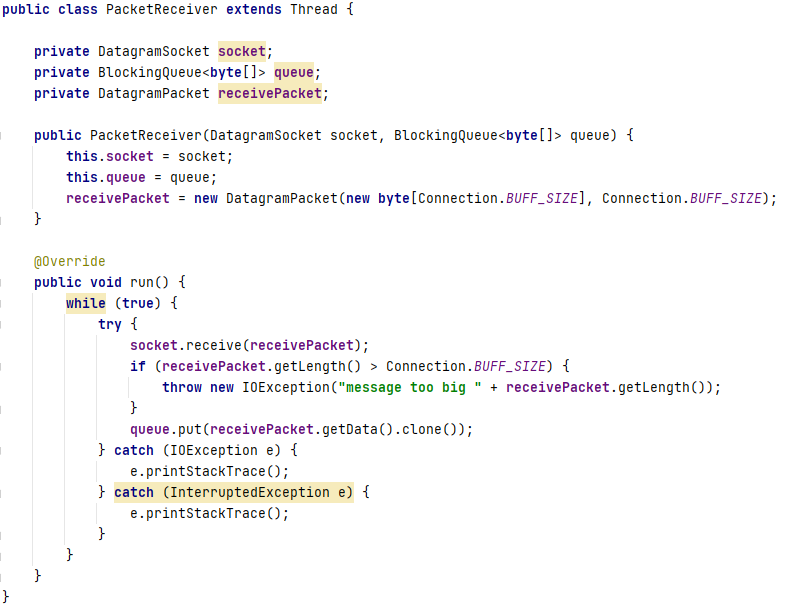 public class PacketReceiver extends Thread {
private DatagramSocket socket;
private BlockingQueue<byte[]> queue;
private DatagramPacket receivePacket;
public PacketReceiver(DatagramSocket socket, BlockingQueue<byte[]> queue) {
this.socket = socket;
this.queue = queue;
receivePacket = new DatagramPacket(new byte[Connection.BUFF_SIZE], Connection.BUFF_SIZE);
}
@Override
public void run() {
while (true) {
try {
socket.receive(receivePacket);
if (receivePacket.getLength() > Connection.BUFF_SIZE) {
throw new IOException("message too big " + receivePacket.getLength());
}
queue.put(receivePacket.getData().clone());
} catch (IOException e) {
e.printStackTrace();
} catch (InterruptedException e) {
e.printStackTrace();
}
}
}
}